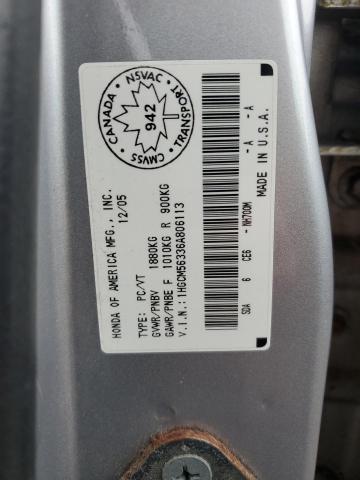 HONDA OF AMERICA MFG., INC.
12/05
TYPE: PC/VT
GVWR/PNBV 1880KG
GAWR/PNBE F 1010KG R 900KG
V.I.N.: 1HGCM56336A806113
CANADA
NSVAC
TRANSPORT
CMVSS
942
SDA 6 CE6 - NH700M - A - A
MADE IN U.S.A.